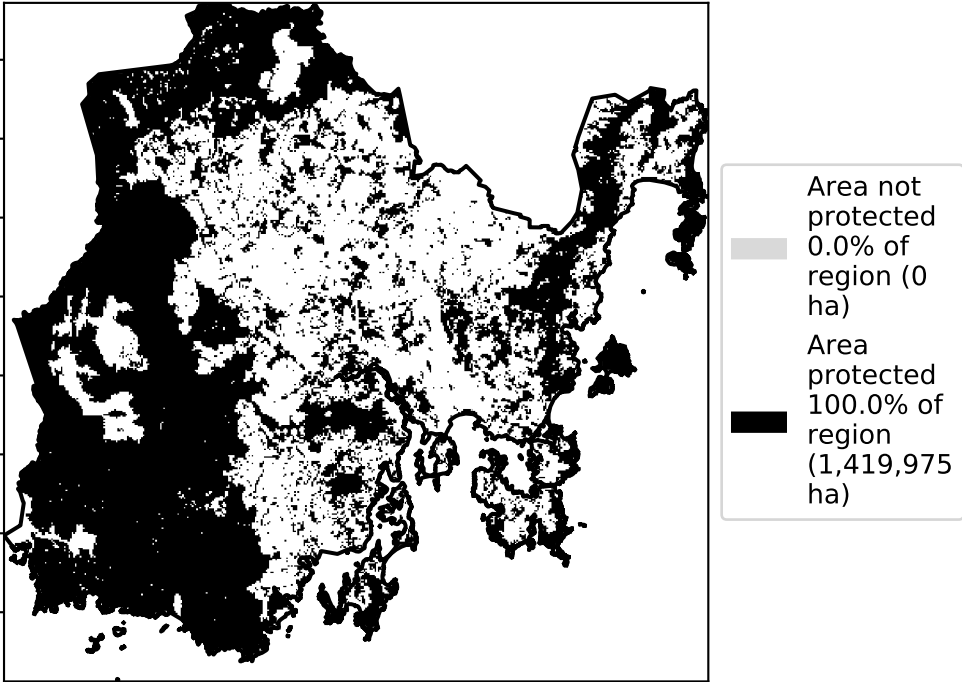 Area not
protected
0.0% of
region (0
ha)
Area
protected
100.0% of
region
(1,419,975
ha)